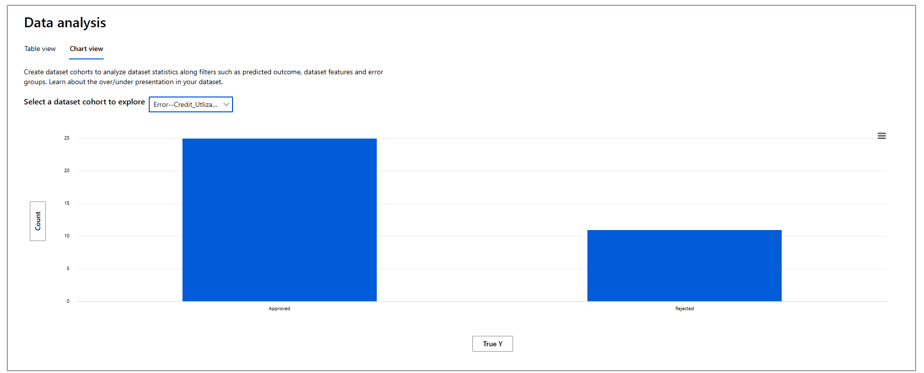 Data analysis
Table view Chart view
Create dataset cohorts to analyze dataset statistics along filters such as predicted outcome, dataset features and error
groups. Learn about the over/under presentation in your dataset.
Select a dataset cohort to explore Error--Credit_Utliza...
25
20
15
10
5
0
Count
Approved Rejected
True Y